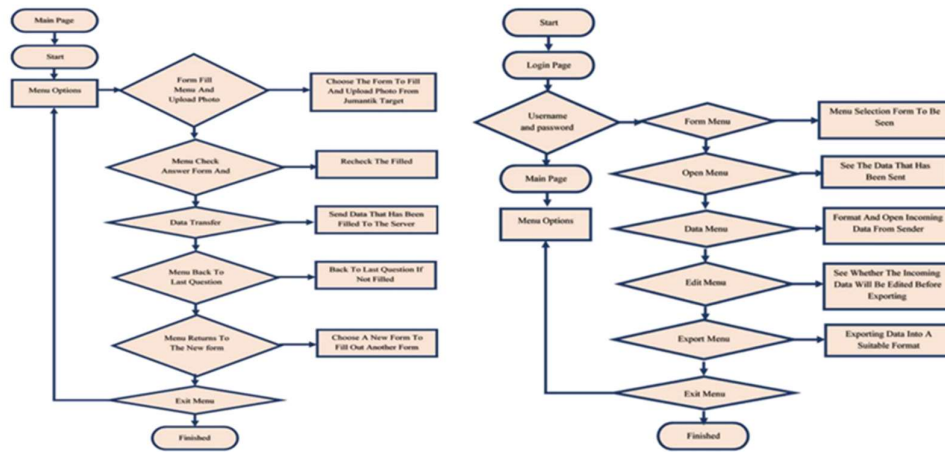 Main Page
Start
Menu Options
Form Fill
Menu And
Upload Photo
Choose The Form To Fill
And Upload Photo From
Jumantik Target
Menu Check
Answer Form And
Recheck The Filled
Data Transfer
Send Data That Has Been
Filled To The Server
Menu Back To
Last Question
Back To Last Question If
Not Filled
Menu Returns To
The New form
Choose A New Form To
Fill Out Another Form
Exit Menu
Finished
Start
Login Page
Username
and password
Main Page
Menu Options
Form Menu
Menu Selection Form To Be
Seen
Open Menu
See The Data That Has
Been Sent
Data Menu
Format And Open Incoming
Data From Sender
Edit Menu
See Whether The Incoming
Data Will Be Edited Before
Exporting
Export Menu
Exporting Data Into A
Suitable Format
Exit Menu
Finished